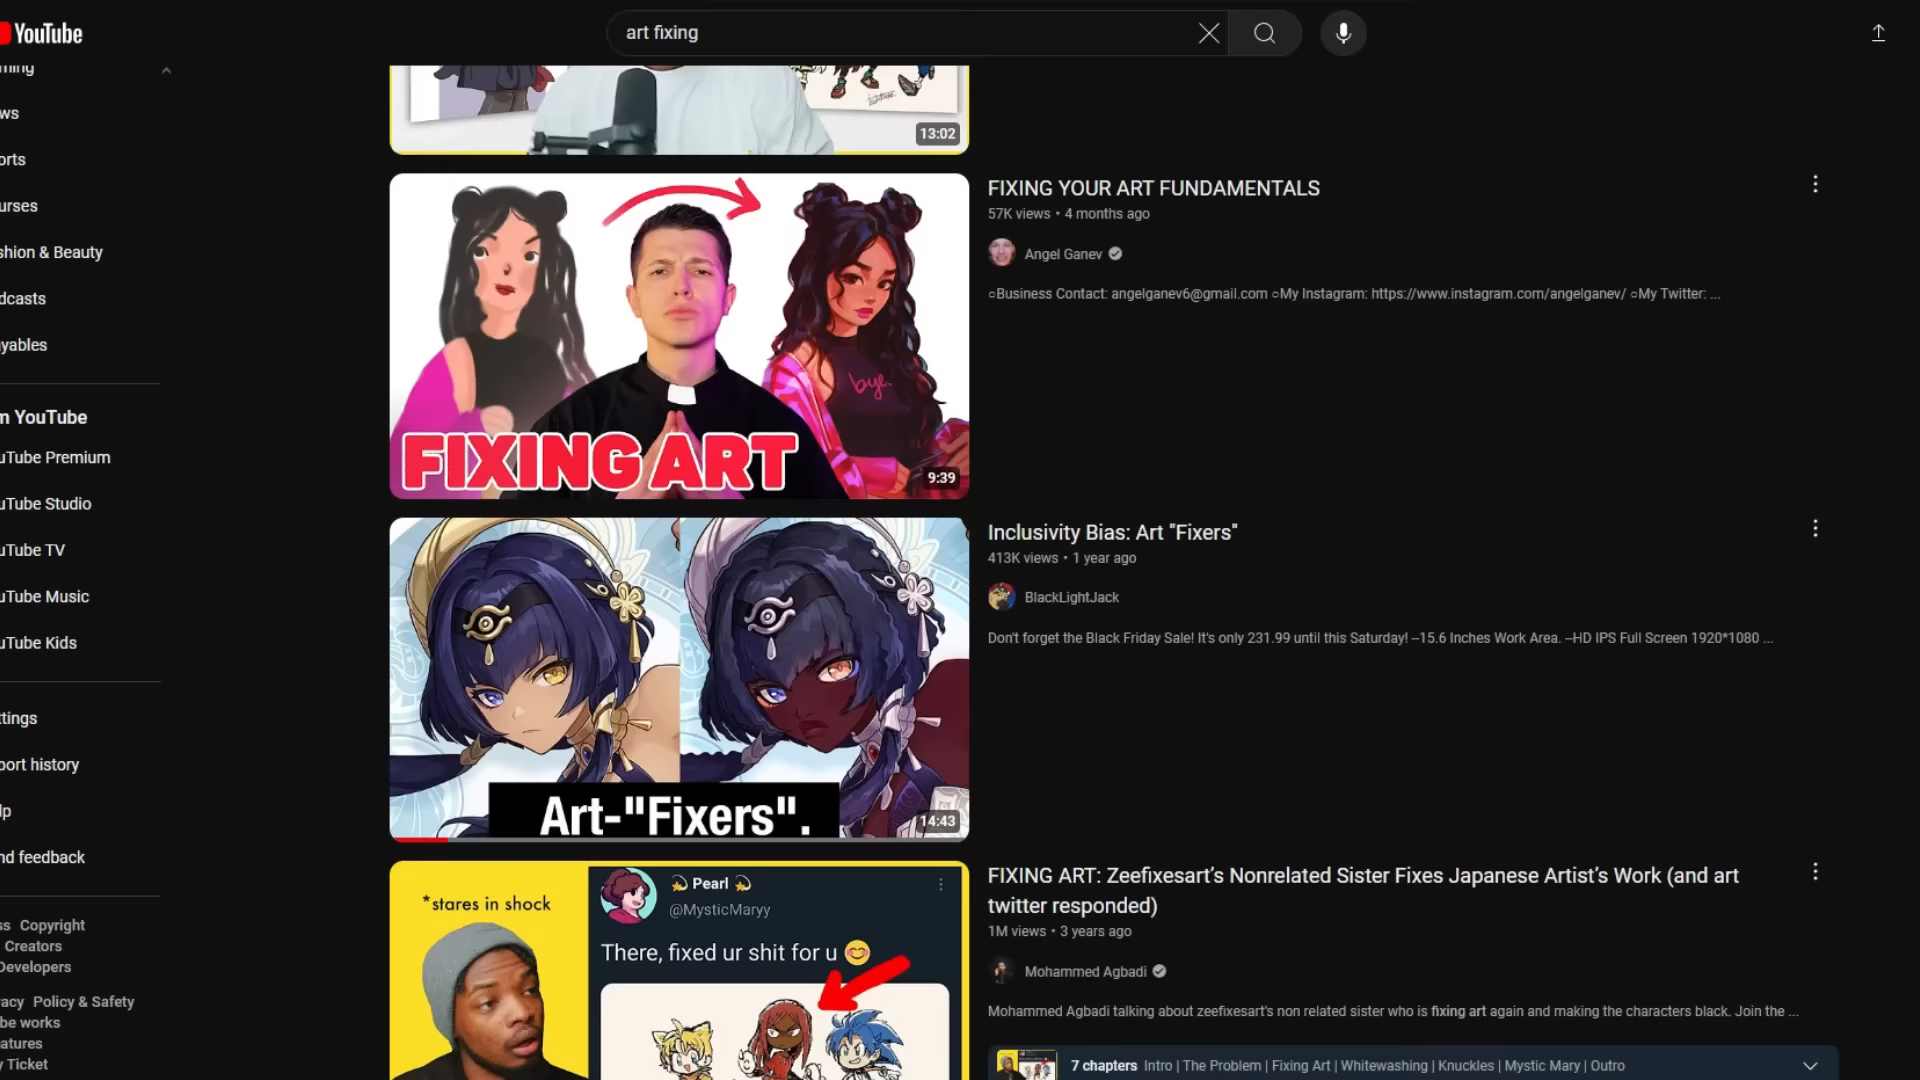 YouTube
art fixing
ming
ws
orts
urses
shion & Beauty
dcasts
yables
m YouTube
uTube Premium
uTube Studio
uTube TV
uTube Music
uTube Kids
ttings
port history
lp
nd feedback
ss Copyright
Creators
Developers
acy Policy & Safety
be works
atures
y Ticket
13:02
bye.
FIXING ART
9:39
FIXING YOUR ART FUNDAMENTALS
57K views • 4 months ago
Angel Ganev
○Business Contact: angelganev6@gmail.com ○My Instagram: https://www.instagram.com/angelganev/ ○My Twitter: ...
Art-"Fixers".
14:43
Inclusivity Bias: Art "Fixers"
413K views • 1 year ago
BlackLightJack
Don't forget the Black Friday Sale! It's only 231.99 until this Saturday! –15.6 Inches Work Area. –HD IPS Full Screen 1920*1080 ...
*stares in shock
💫 Pearl 💫
@MysticMaryy
There, fixed ur shit for u 😊
FIXING ART: Zeefixesart's Nonrelated Sister Fixes Japanese Artist's Work (and art
twitter responded)
1M views • 3 years ago
Mohammed Agbadi
Mohammed Agbadi talking about zeefixesart's non related sister who is fixing art again and making the characters black. Join the ...
7 chapters Intro | The Problem | Fixing Art | Whitewashing | Knuckles | Mystic Mary | Outro